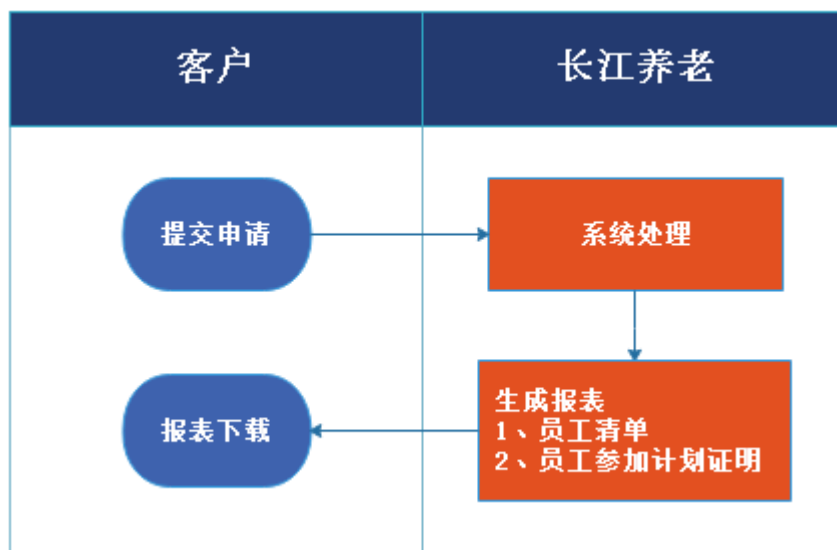 客户
长江养老
提交申请
系统处理
报表下载
生成报表
1、员工清单
2、员工参加计划证明